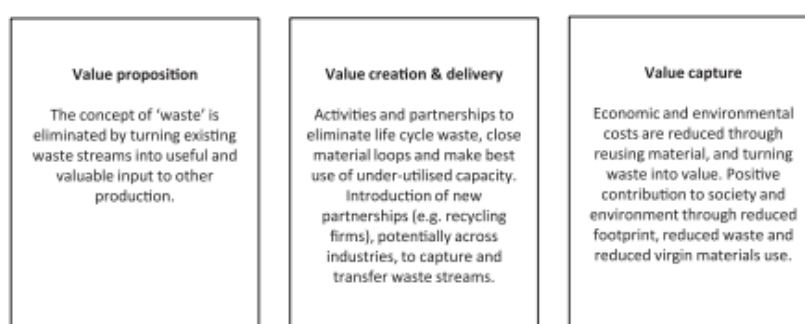 Value proposition
The concept of ‘waste’ is
eliminated by turning existing
waste streams into useful and
valuable input to other
production.
Value creation & delivery
Activities and partnerships to
eliminate life cycle waste, close
material loops and make best
use of under-utilised capacity.
Introduction of new
partnerships (e.g. recycling
firms), potentially across
industries, to capture and
transfer waste streams.
Value capture
Economic and environmental
costs are reduced through
reusing material, and turning
waste into value. Positive
contribution to society and
environment through reduced
footprint, reduced waste and
reduced virgin materials use.